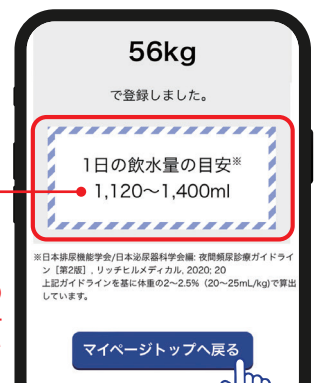 56kg
で登録しました。
1日の飲水量の目安※
1,120〜1,400ml
※日本排尿機能学会/日本泌尿器科学会編: 夜間頻尿診療ガイドライ
ン［第2版］, リッチヒルメディカル, 2020; 20
上記ガイドラインを基に体重の2〜2.5%（20〜25mL/kg)で算出
しています。
マイページトップへ戻る